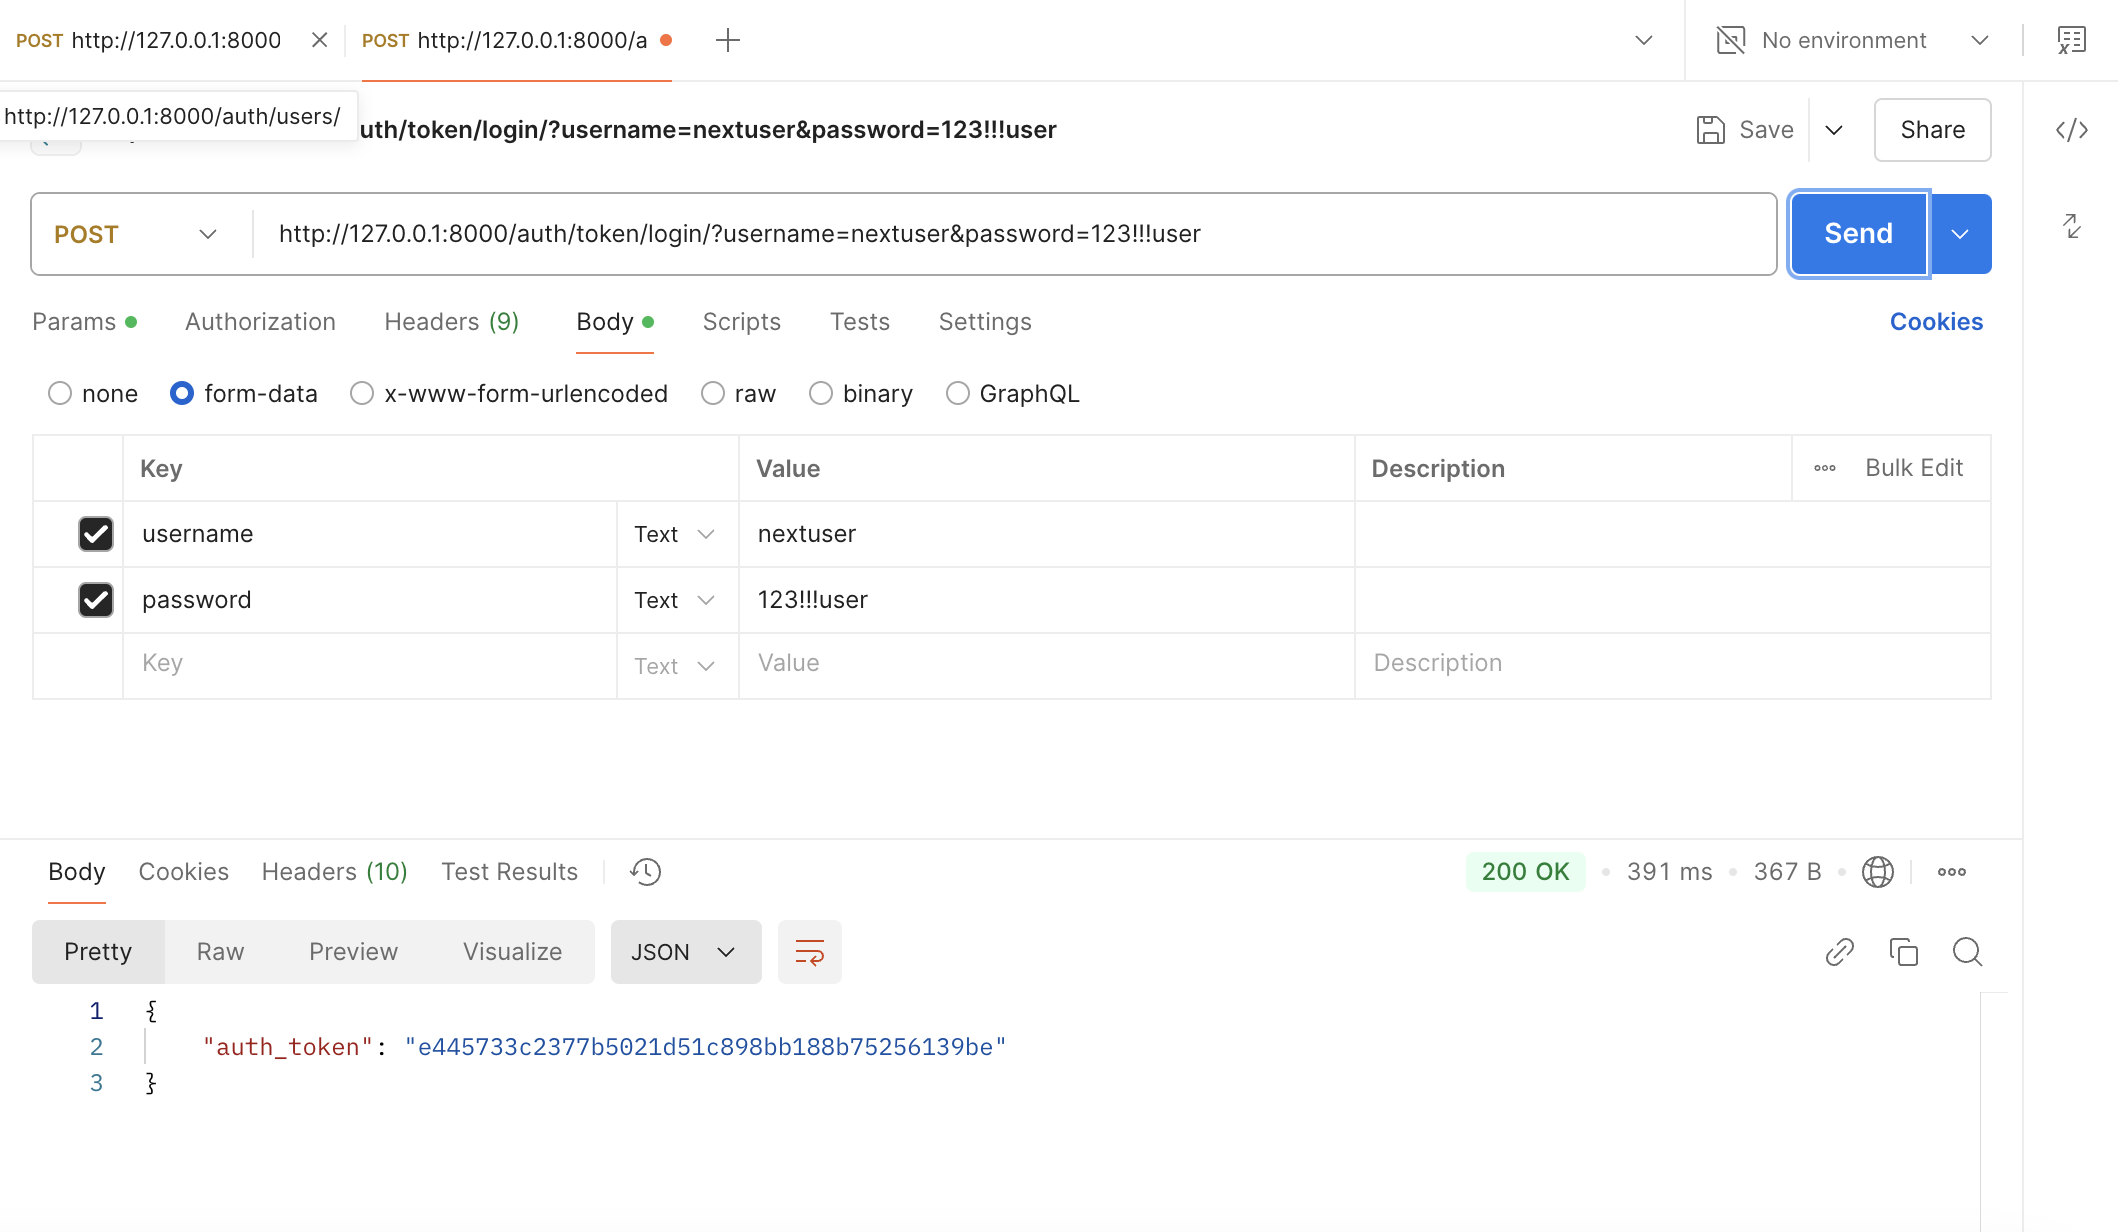 POST http://127.0.0.1:8000 POST http://127.0.0.1:8000/a No environment
http://127.0.0.1:8000/auth/users/
uth/token/login/?username=nextuser&password=123!!!user Save Share
POST http://127.0.0.1:8000/auth/token/login/?username=nextuser&password=123!!!user Send
Params Authorization Headers (9) Body Scripts Tests Settings Cookies
none form-data x-www-form-urlencoded raw binary GraphQL
Key Value Description Bulk Edit
username Text nextuser
password Text 123!!!user
Key Text Value Description
Body Cookies Headers (10) Test Results 200 OK 391 ms 367 B
Pretty Raw Preview Visualize JSON
1 {
2 "auth_token": "e445733c2377b5021d51c898bb188b75256139be"
3 }